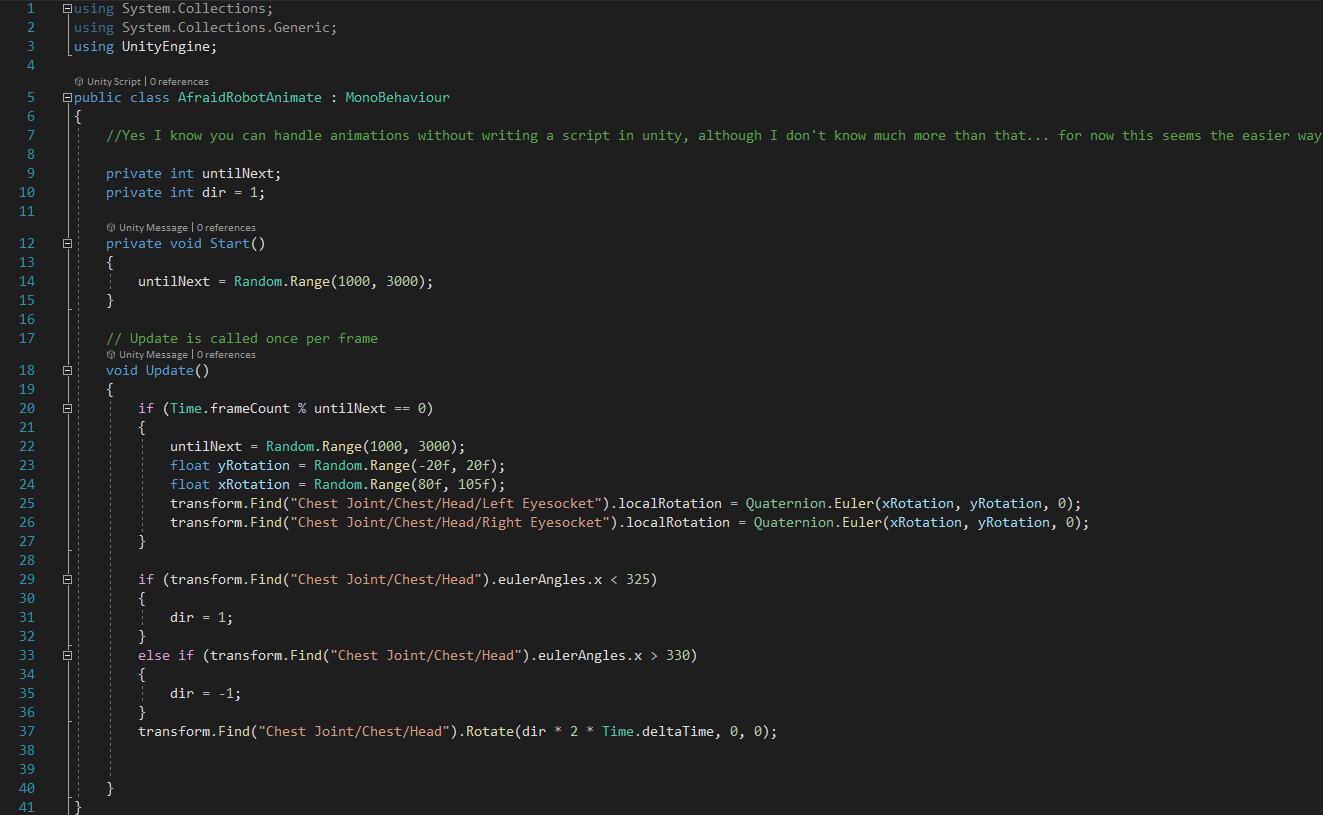 1 using System.Collections;
2 using System.Collections.Generic;
3 using UnityEngine;
4
Unity Script | 0 references
5 public class AfraidRobotAnimate : MonoBehaviour
6 {
7 //Yes I know you can handle animations without writing a script in unity, although I don't know much more than that... for now this seems the easier way
8
9 private int untilNext;
10 private int dir = 1;
11
Unity Message | 0 references
12 private void Start()
13 {
14 untilNext = Random.Range(1000, 3000);
15 }
16
17 // Update is called once per frame
Unity Message | 0 references
18 void Update()
19 {
20 if (Time.frameCount % untilNext == 0)
21 {
22 untilNext = Random.Range(1000, 3000);
23 float yRotation = Random.Range(-20f, 20f);
24 float xRotation = Random.Range(80f, 105f);
25 transform.Find("Chest Joint/Chest/Head/Left Eyesocket").localRotation = Quaternion.Euler(xRotation, yRotation, 0);
26 transform.Find("Chest Joint/Chest/Head/Right Eyesocket").localRotation = Quaternion.Euler(xRotation, yRotation, 0);
27 }
28
29 if (transform.Find("Chest Joint/Chest/Head").eulerAngles.x < 325)
30 {
31 dir = 1;
32 }
33 else if (transform.Find("Chest Joint/Chest/Head").eulerAngles.x > 330)
34 {
35 dir = -1;
36 }
37 transform.Find("Chest Joint/Chest/Head").Rotate(dir * 2 * Time.deltaTime, 0, 0);
38
39
40 }
41 }